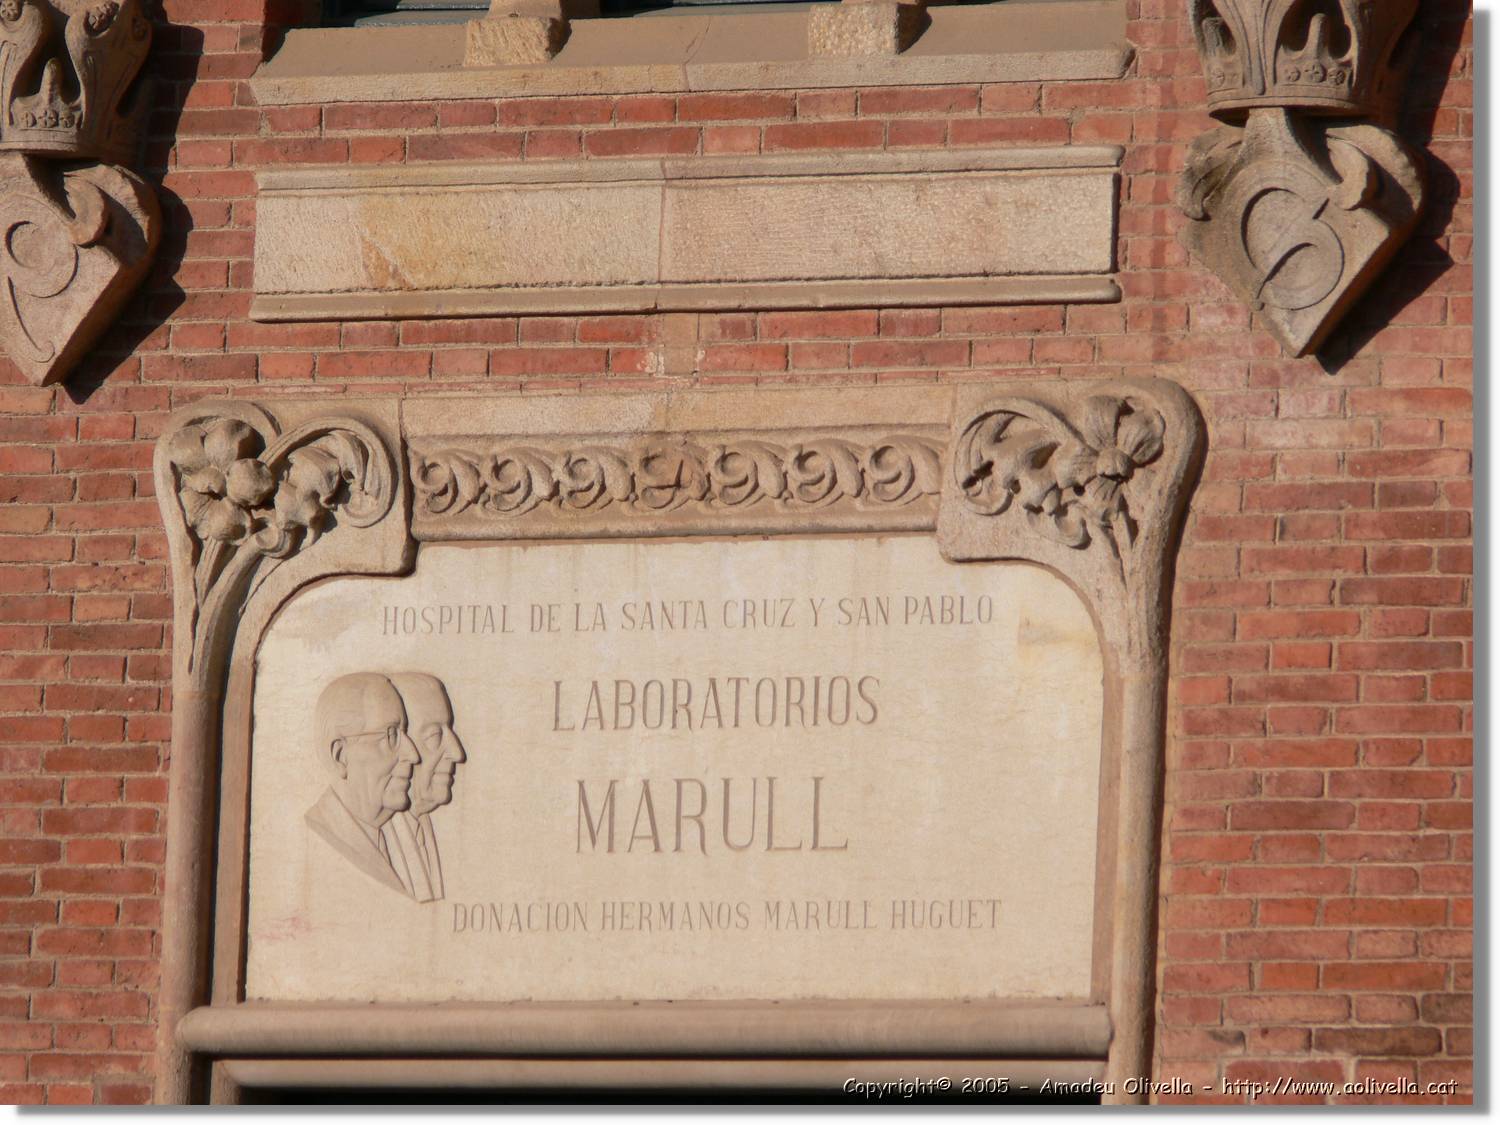 HOSPITAL DE LA SANTA CRUZ Y SAN PABLO
LABORATORIOS
MARULL
DONACION HERMANOS MARULL HUGUET
Copyright© 2005 - Amadeu Olivella - http://www.aolivella.cat